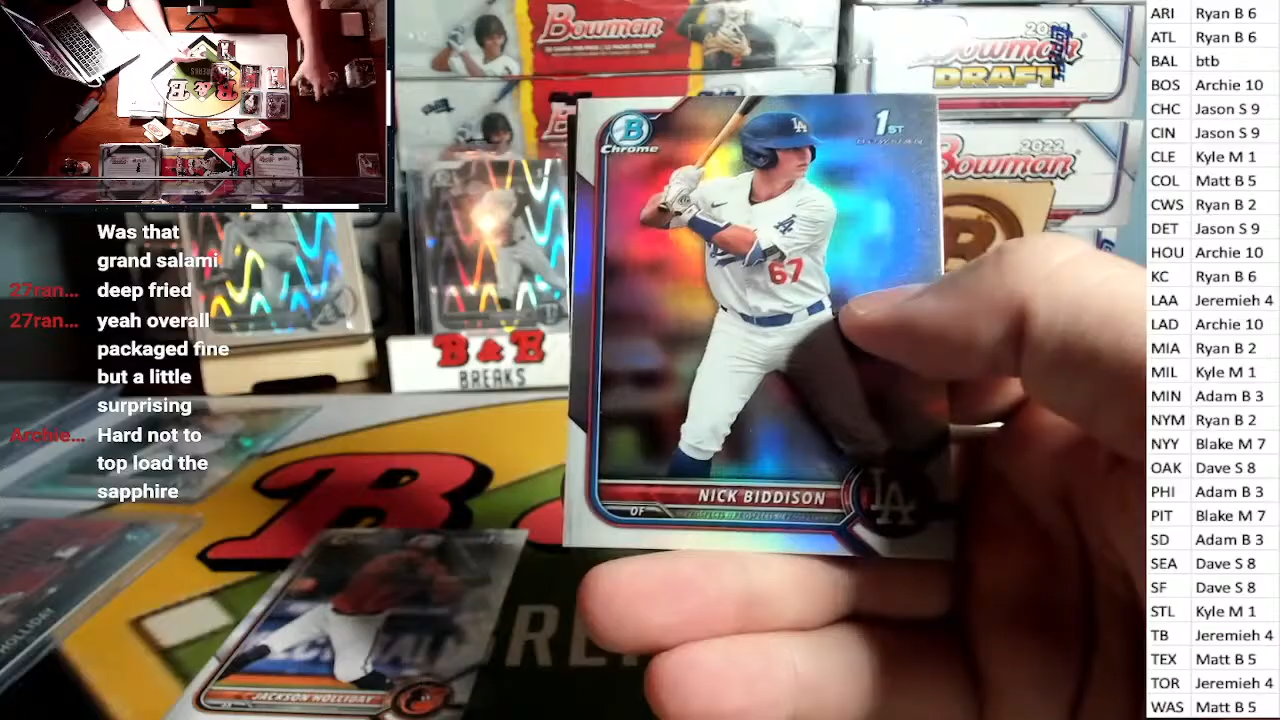 Was that
grand salami
27ran... deep fried
27ran... yeah overall
packaged fine
but a little
surprising
Archie... Hard not to
top load the
sapphire
Bowman
2022
Bowman
DRAFT
2022
Bowman
B & E
BREAKS
B
Chrome
1ST
BOWMAN
LA
LA
67
NICK BIDDISON
OF
LA
HOLLIDAY
B
JACKSON HOLLIDAY
ARI Ryan B 6
ATL Ryan B 6
BAL btb
BOS Archie 10
CHC Jason S 9
CIN Jason S 9
CLE Kyle M 1
COL Matt B 5
CWS Ryan B 2
DET Jason S 9
HOU Archie 10
KC Ryan B 6
LAA Jeremieh 4
LAD Archie 10
MIA Ryan B 2
MIL Kyle M 1
MIN Adam B 3
NYM Ryan B 2
NYY Blake M 7
OAK Dave S 8
PHI Adam B 3
PIT Blake M 7
SD Adam B 3
SEA Dave S 8
SF Dave S 8
STL Kyle M 1
TB Jeremieh 4
TEX Matt B 5
TOR Jeremieh 4
WAS Matt B 5